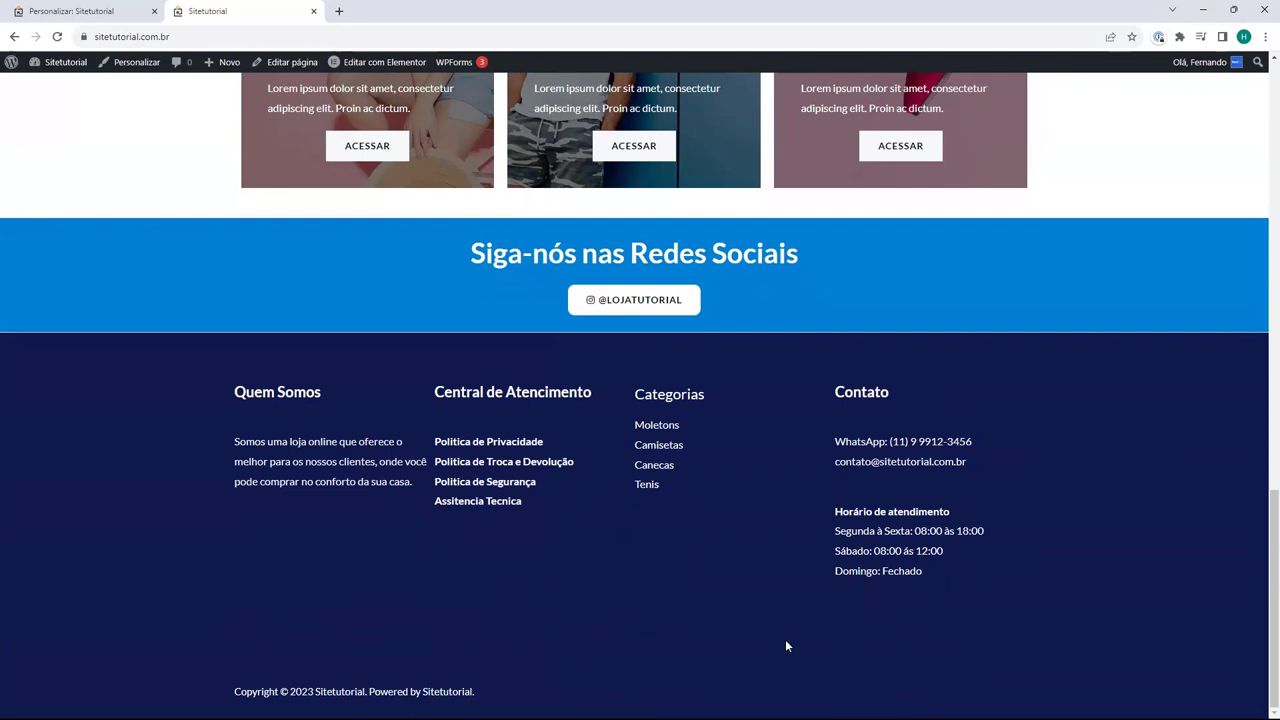 Personalizar: Sitetutorial
Sitetutorial
sitetutorial.com.br
H
Sitetutorial
Personalizar
0
Novo
Editar página
Editar com Elementor
WPForms 3
Olá, Fernando
Lorem ipsum dolor sit amet, consectetur
adipiscing elit. Proin ac dictum.
ACESSAR
Lorem ipsum dolor sit amet, consectetur
adipiscing elit. Proin ac dictum.
ACESSAR
Lorem ipsum dolor sit amet, consectetur
adipiscing elit. Proin ac dictum.
ACESSAR
Siga-nós nas Redes Sociais
@LOJATUTORIAL
Quem Somos
Somos uma loja online que oferece o
melhor para os nossos clientes, onde você
pode comprar no conforto da sua casa.
Central de Atencimento
Politica de Privacidade
Politica de Troca e Devolução
Politica de Segurança
Assitencia Tecnica
Categorias
Moletons
Camisetas
Canecas
Tenis
Contato
WhatsApp: (11) 9 9912-3456
contato@sitetutorial.com.br
Horário de atendimento
Segunda à Sexta: 08:00 às 18:00
Sábado: 08:00 ás 12:00
Domingo: Fechado
Copyright © 2023 Sitetutorial. Powered by Sitetutorial.